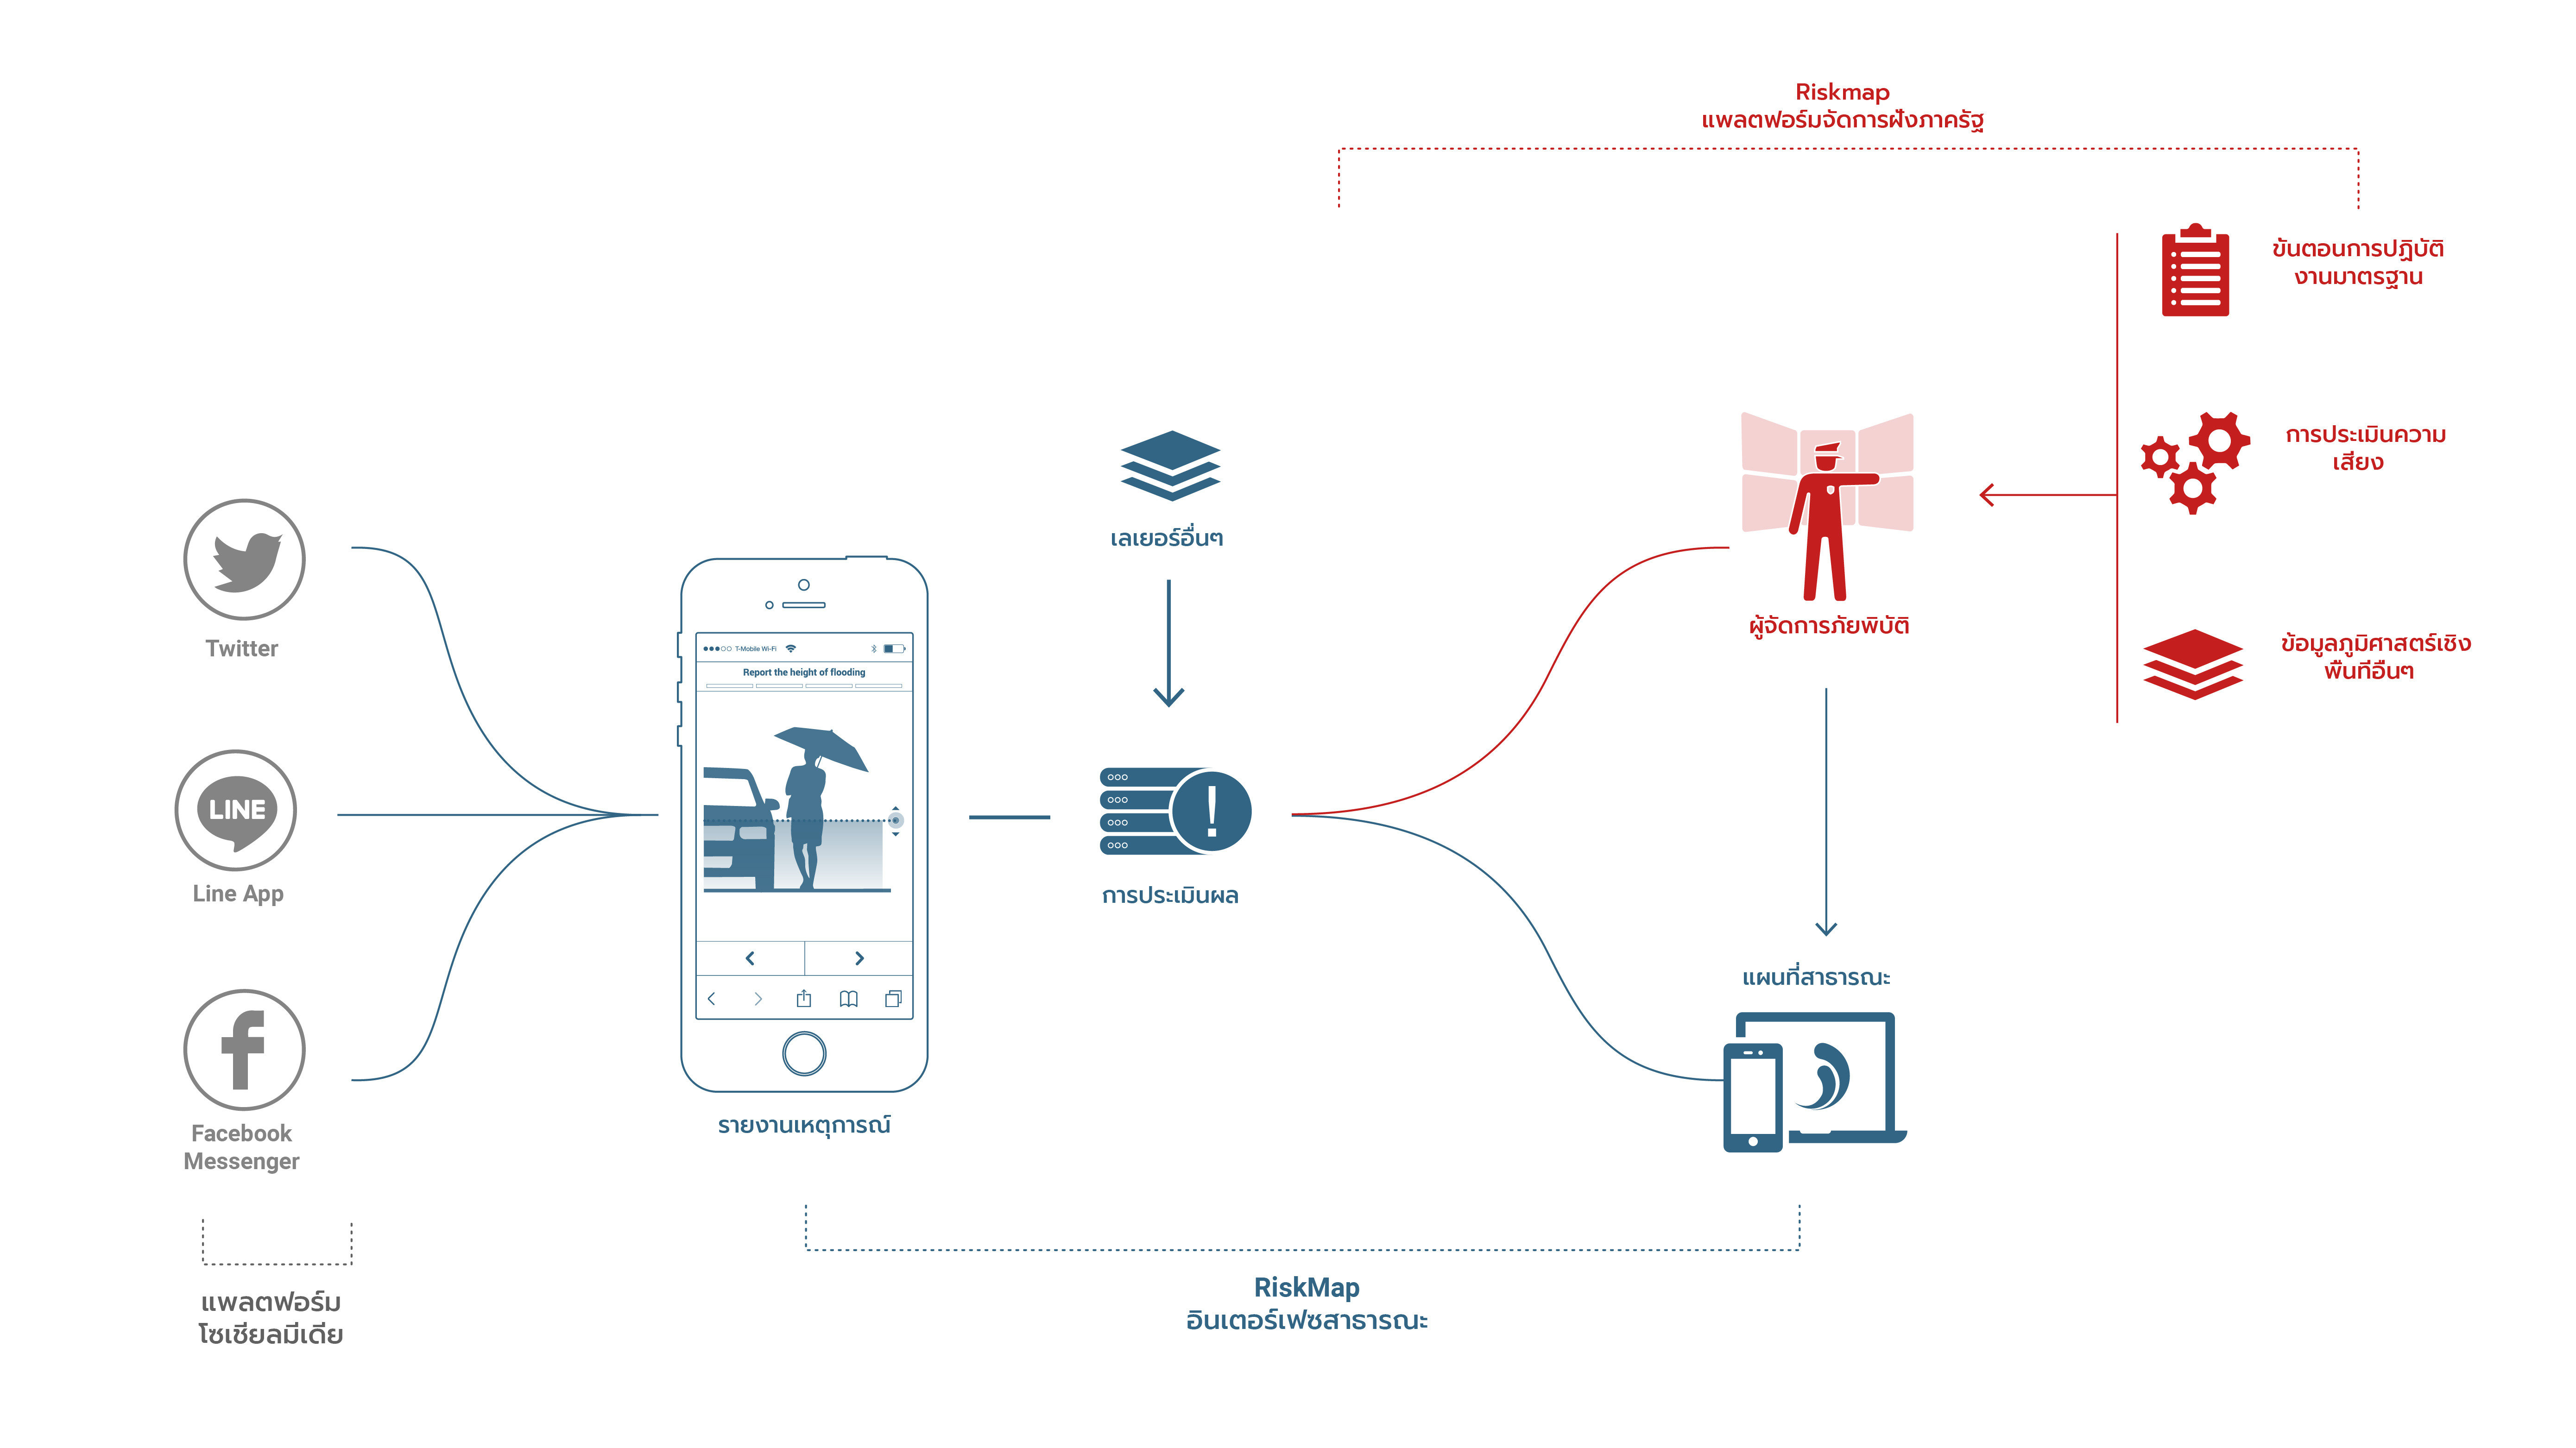 Riskmap
แพลตฟอร์มจัดการฝั่งภาครัฐ
ขั้นตอนการปฏิบัติ
งานมาตรฐาน
การประเมินความ
เสี่ยง
ข้อมูลภูมิศาสตร์เชิง
พื้นที่อื่นๆ
ผู้จัดการภัยพิบัติ
เลเยอร์อื่นๆ
Twitter
LINE
Line App
Facebook
Messenger
แพลตฟอร์ม
โซเชียลมีเดีย
T-Mobile Wi-Fi
Report the height of flooding
รายงานเหตุการณ์
การประเมินผล
แผนที่สาธารณะ
RiskMap
อินเตอร์เฟซสาธารณะ